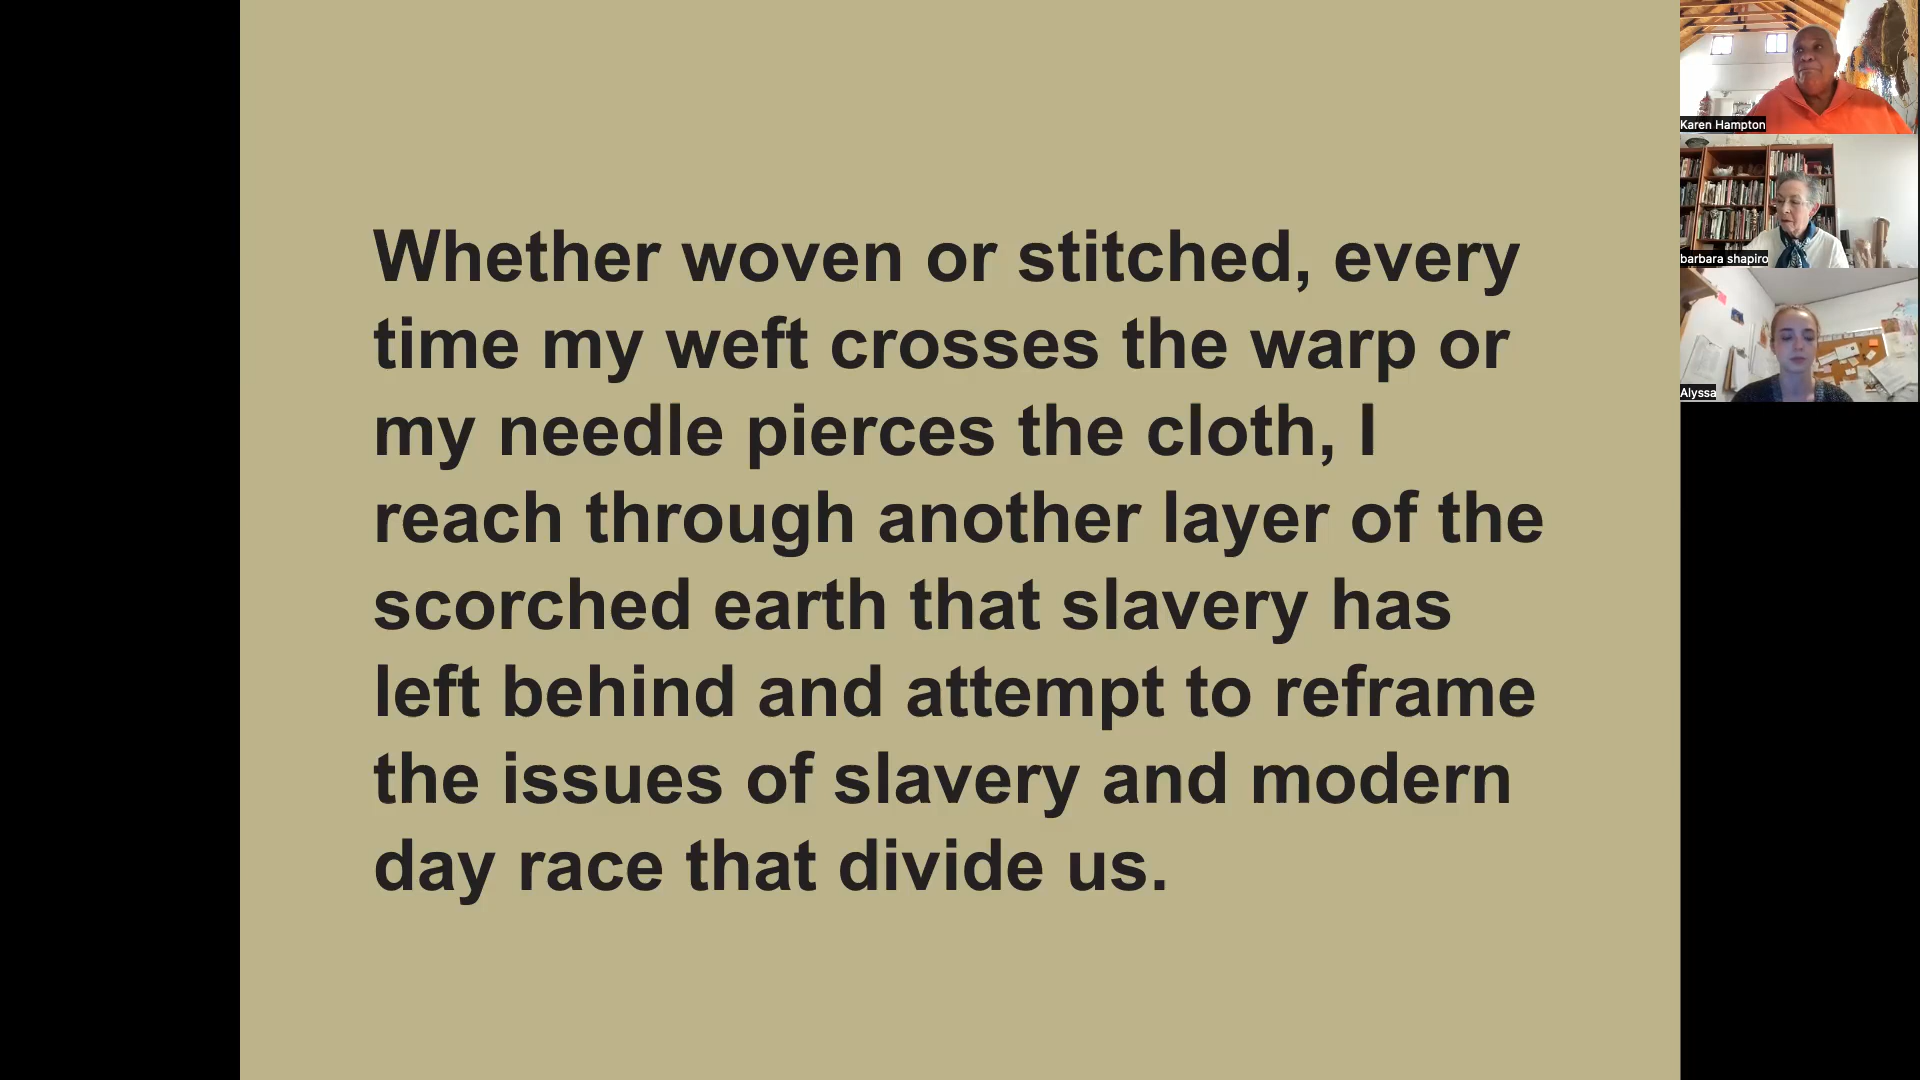 Whether woven or stitched, every
time my weft crosses the warp or
my needle pierces the cloth, I
reach through another layer of the
scorched earth that slavery has
left behind and attempt to reframe
the issues of slavery and modern
day race that divide us.
Karen Hampton
barbara shapiro
Alyssa